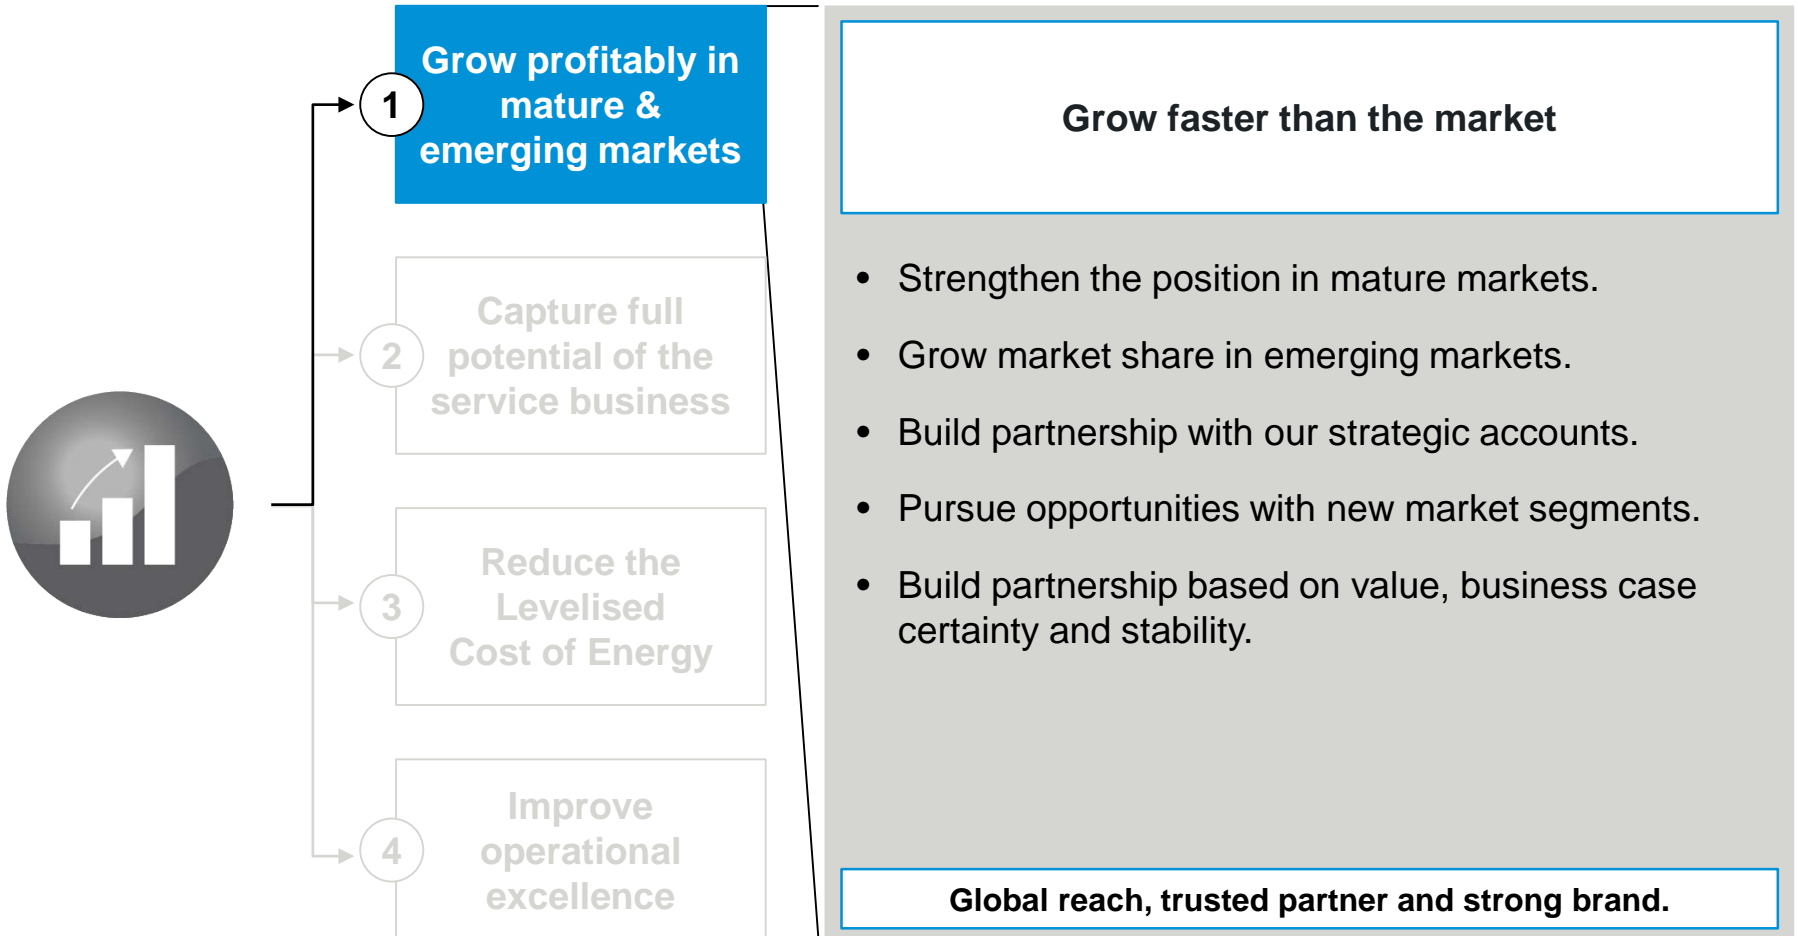 1
Grow profitably in
mature &
emerging markets
2
Capture full
potential of the
service business
3
Reduce the
Levelised
Cost of Energy
4
Improve
operational
excellence
Grow faster than the market
• Strengthen the position in mature markets.
• Grow market share in emerging markets.
• Build partnership with our strategic accounts.
• Pursue opportunities with new market segments.
• Build partnership based on value, business case
certainty and stability.
Global reach, trusted partner and strong brand.